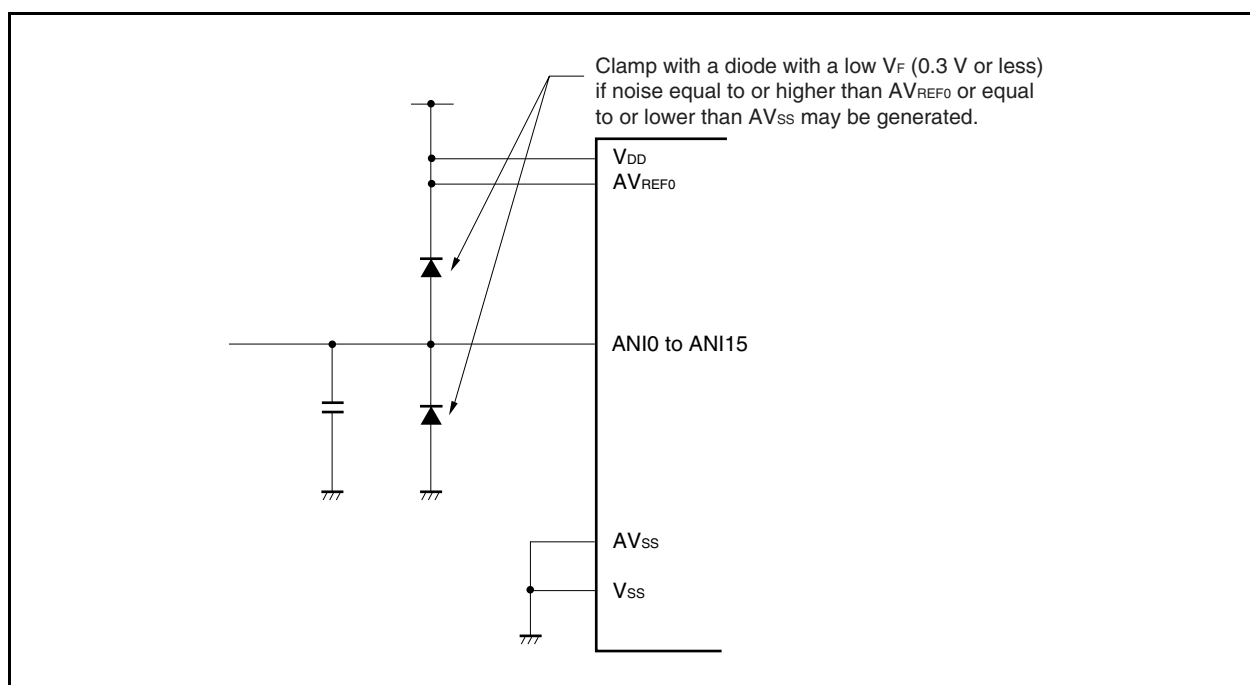 Clamp with a diode with a low VF (0.3 V or less)
if noise equal to or higher than AVREF0 or equal
to or lower than AVSS may be generated.
VDD
AVREF0
ANI0 to ANI15
AVSS
VSS